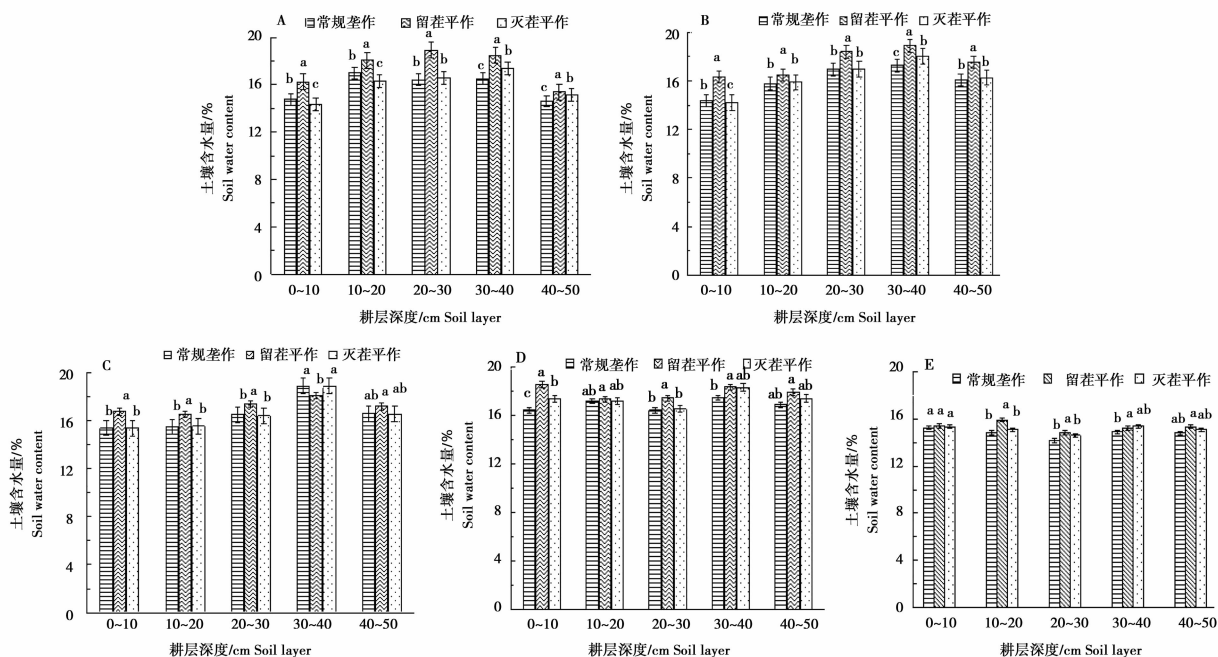 A
常规垄作 留茬平作 灭茬平作
土壤含水量/%
Soil water content
20
16
12
8
4
0
b a c
b a c
b a b
c a b
c a b
0~10 10~20 20~30 30~40 40~50
耕层深度/cm Soil layer
B
常规垄作 留茬平作 灭茬平作
土壤含水量/%
Soil water content
20
16
12
8
4
0
b a c
b a b
b a b
c a b
b a b
0~10 10~20 20~30 30~40 40~50
耕层深度/cm Soil layer
C
常规垄作 留茬平作 灭茬平作
土壤含水量/%
Soil water content
20
16
12
8
4
0
b a b
b a b
b a b
a b a
ab a ab
0~10 10~20 20~30 30~40 40~50
耕层深度/cm Soil layer
D
常规垄作 留茬平作 灭茬平作
土壤含水量/%
Soil water content
20
16
12
8
4
0
c a b
ab a ab
b a b
b a ab
b a ab
0~10 10~20 20~30 30~40 40~50
耕层深度/cm Soil layer
E
常规垄作 留茬平作 灭茬平作
土壤含水量/%
Soil water content
20
16
12
8
4
0
a a a
b a b
b a b
b a ab
ab a ab
0~10 10~20 20~30 30~40 40~50
耕层深度/cm Soil layer